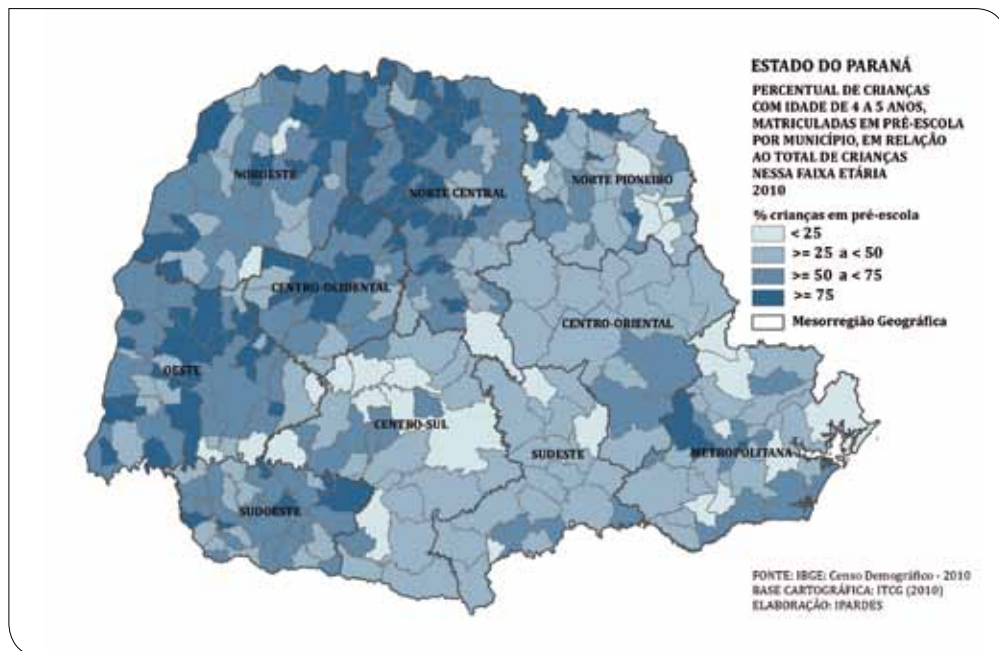 ESTADO DO PARANÁ
PERCENTUAL DE CRIANÇAS
COM IDADE DE 4 A 5 ANOS,
MATRICULADAS EM PRÉ-ESCOLA
POR MUNICÍPIO, EM RELAÇÃO
AO TOTAL DE CRIANÇAS
NESSA FAIXA ETÁRIA
2010
% crianças em pré-escola
< 25
>= 25 a < 50
>= 50 a < 75
>= 75
Mesorregião Geográfica
NOROESTE
NORTE CENTRAL
NORTE PIONEIRO
CENTRO-OCIDENTAL
CENTRO-ORIENTAL
OESTE
CENTRO-SUL
SUDESTE
METROPOLITANA
SUDOESTE
FONTE: IBGE: Censo Demográfico - 2010
BASE CARTOGRÁFICA: ITCG (2010)
ELABORAÇÃO: IPARDES